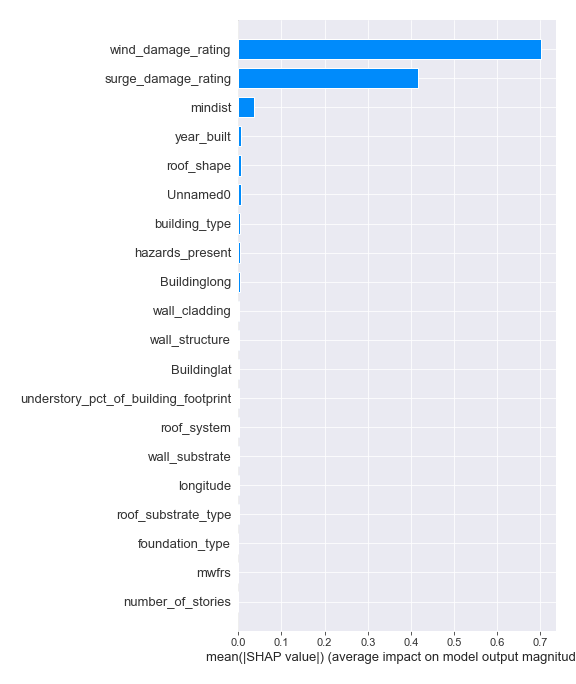 wind_damage_rating
surge_damage_rating
mindist
year_built
roof_shape
Unnamed0
building_type
hazards_present
Buildinglong
wall_cladding
wall_structure
Buildinglat
understory_pct_of_building_footprint
roof_system
wall_substrate
longitude
roof_substrate_type
foundation_type
mwfrs
number_of_stories
0.0 0.1 0.2 0.3 0.4 0.5 0.6 0.7
mean(|SHAP value|) (average impact on model output magnitud